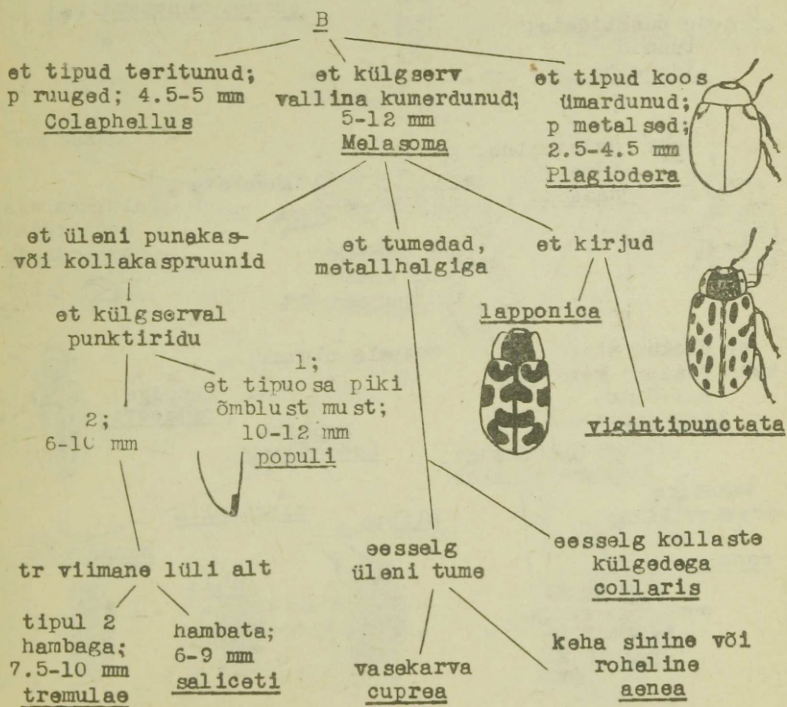 B
et tipud teritunud;
p ruuged; 4.5-5 mm
Colaphellus
et külgserv
vallina kumerdunud;
5-12 mm
Melasoma
et tipud koos
ümardunud;
p metalsed;
2.5-4.5 mm
Plagiodera
et üleni punakas-
või kollakaspruunid
et tumedad,
metallhelgiga
et kirjud
et külgserval
punktiridu
lapponica
vigintipunctata
2;
6-10 mm
1;
et tipuosa piki
õmblust must;
10-12 mm
populi
tr viimane lüli alt
eesselg
üleni tume
eesselg kollaste
külgedega
collaris
tipul 2
hambaga;
7.5-10 mm
tremulae
hambata;
6-9 mm
saliceti
vasekarva
cuprea
keha sinine või
roheline
aenea